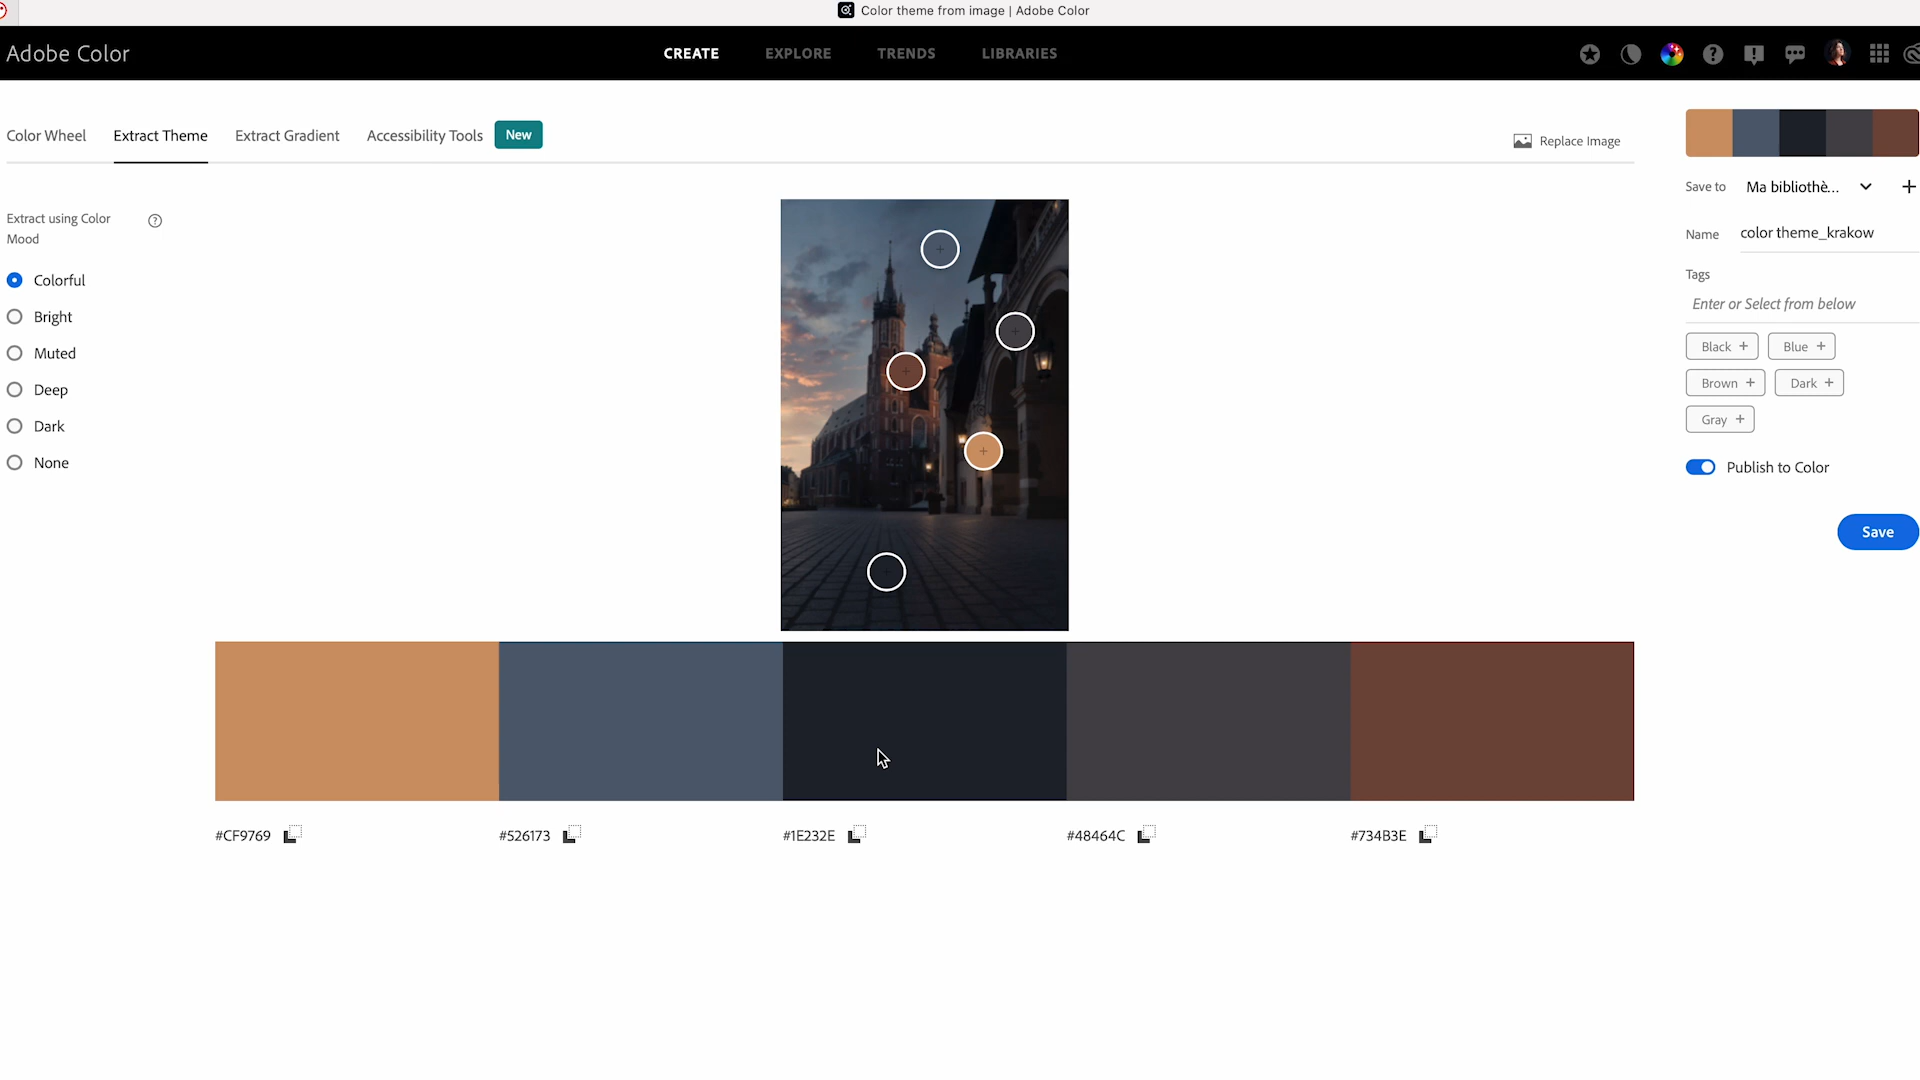 Color theme from image | Adobe Color
Adobe Color
CREATE
EXPLORE
TRENDS
LIBRARIES
Color Wheel
Extract Theme
Extract Gradient
Accessibility Tools
New
Replace Image
Save to
Ma bibliothè...
Extract using Color
Mood
Name
color theme_krakow
Colorful
Tags
Enter or Select from below
Bright
Black +
Blue +
Muted
Brown +
Dark +
Deep
Gray +
Dark
None
Publish to Color
Save
#CF9769
#526173
#1E232E
#48464C
#734B3E